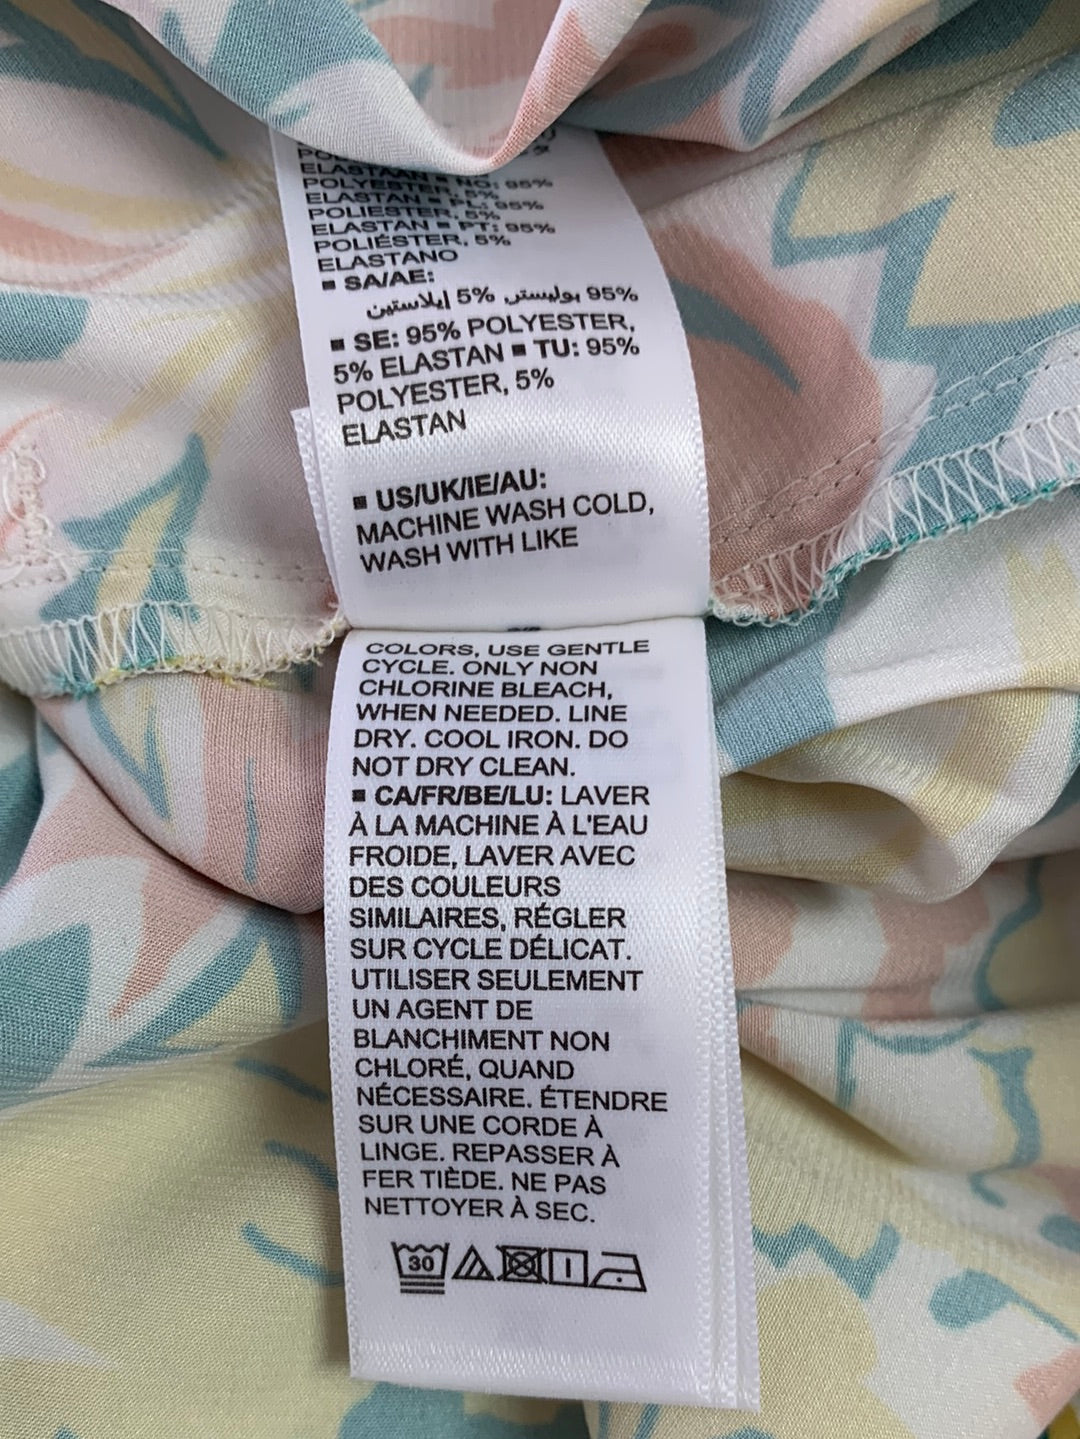 ELASTAAN ■ NO: 95%
POLYESTER, 5%
ELASTAN ■ PL: 95%
POLIESTER, 5%
ELASTAN ■ PT: 95%
POLIÉSTER, 5%
ELASTANO
■ SA/AE:
95% بوليستر, 5% إيلاستين
■ SE: 95% POLYESTER,
5% ELASTAN ■ TU: 95%
POLYESTER, 5%
ELASTAN
■ US/UK/IE/AU:
MACHINE WASH COLD,
WASH WITH LIKE
COLORS, USE GENTLE
CYCLE. ONLY NON
CHLORINE BLEACH,
WHEN NEEDED. LINE
DRY. COOL IRON. DO
NOT DRY CLEAN.
■ CA/FR/BE/LU: LAVER
À LA MACHINE À L'EAU
FROIDE, LAVER AVEC
DES COULEURS
SIMILAIRES, RÉGLER
SUR CYCLE DÉLICAT.
UTILISER SEULEMENT
UN AGENT DE
BLANCHIMENT NON
CHLORÉ, QUAND
NÉCESSAIRE. ÉTENDRE
SUR UNE CORDE À
LINGE. REPASSER À
FER TIÈDE. NE PAS
NETTOYER À SEC.
30